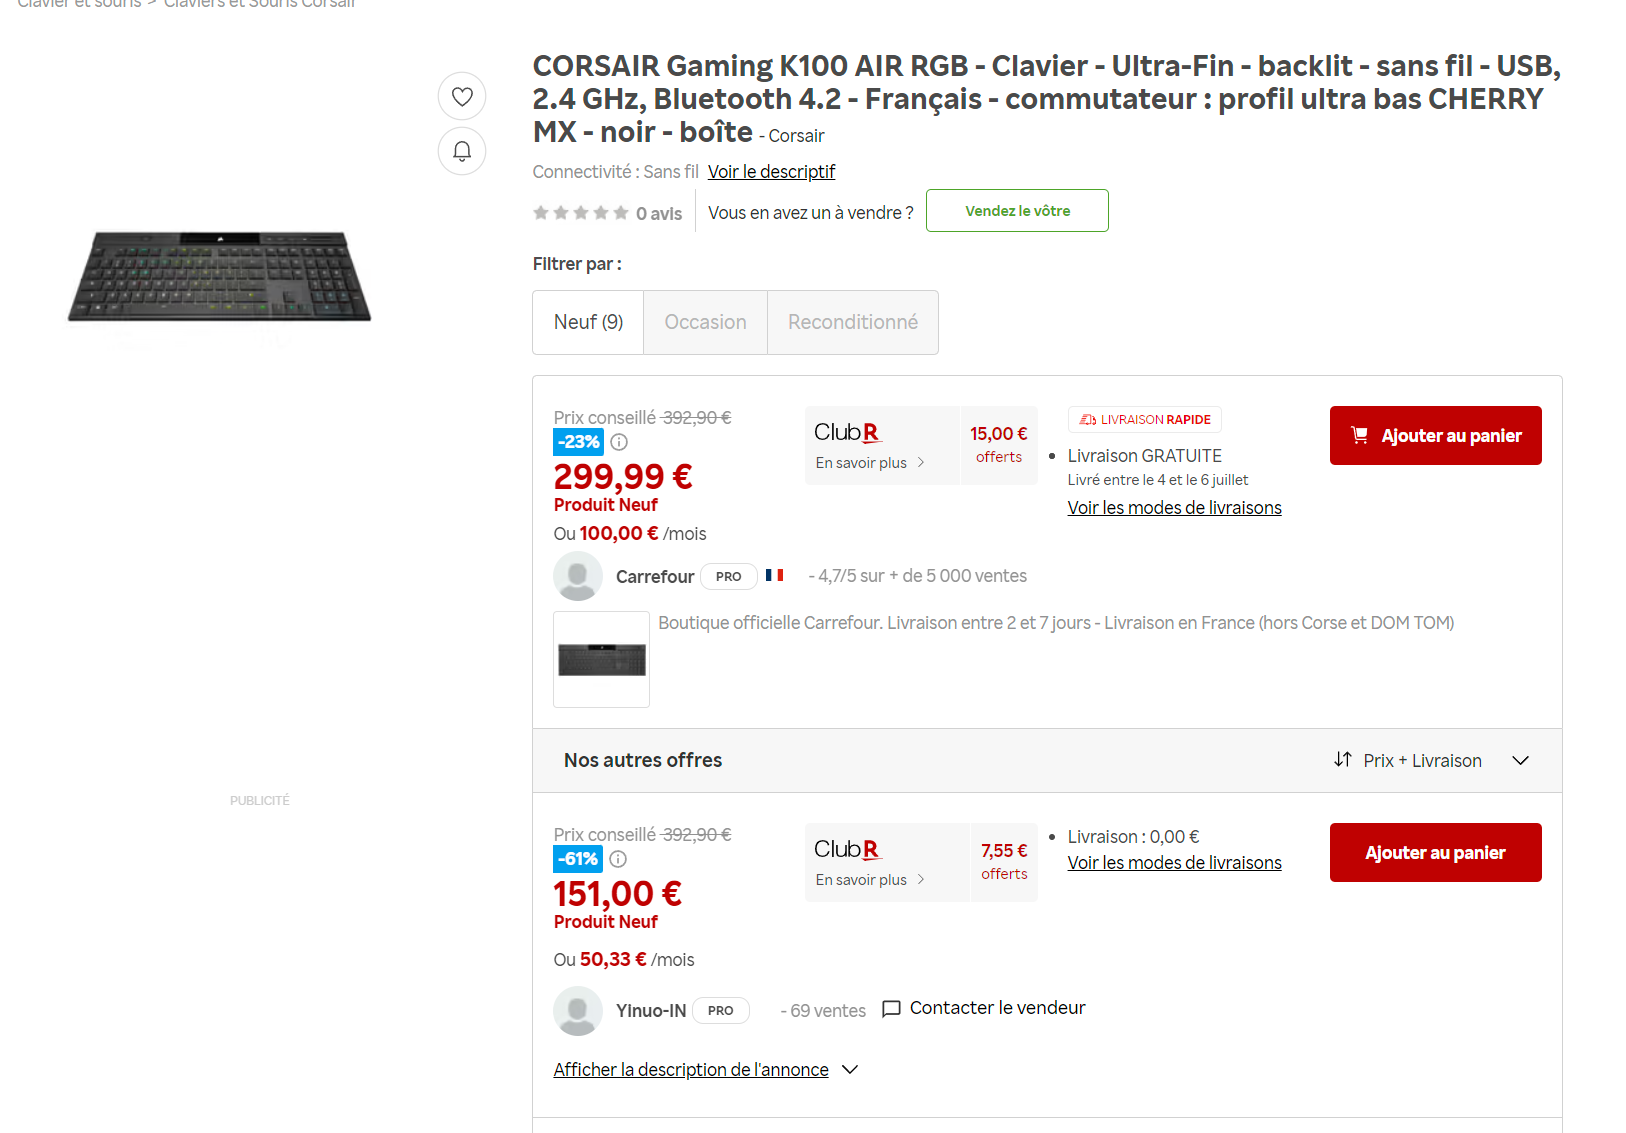 Clavier et souris > Claviers et Souris Corsair
CORSAIR Gaming K100 AIR RGB - Clavier - Ultra-Fin - backlit - sans fil - USB,
2.4 GHz, Bluetooth 4.2 - Français - commutateur : profil ultra bas CHERRY
MX - noir - boîte - Corsair
Connectivité : Sans fil Voir le descriptif
0 avis Vous en avez un à vendre ? Vendez le vôtre
Filtrer par :
Neuf (9) Occasion Reconditionné
Prix conseillé 392,90 €
-23%
299,99 €
Produit Neuf
Ou 100,00 € /mois
Club R
En savoir plus
15,00 €
offerts
LIVRAISON RAPIDE
Livraison GRATUITE
Livré entre le 4 et le 6 juillet
Voir les modes de livraisons
Ajouter au panier
Carrefour PRO - 4,7/5 sur + de 5 000 ventes
Boutique officielle Carrefour. Livraison entre 2 et 7 jours - Livraison en France (hors Corse et DOM TOM)
Nos autres offres Prix + Livraison
PUBLICITÉ
Prix conseillé 392,90 €
-61%
151,00 €
Produit Neuf
Ou 50,33 € /mois
Club R
En savoir plus
7,55 €
offerts
Livraison : 0,00 €
Voir les modes de livraisons
Ajouter au panier
Yinuo-IN PRO - 69 ventes Contacter le vendeur
Afficher la description de l'annonce